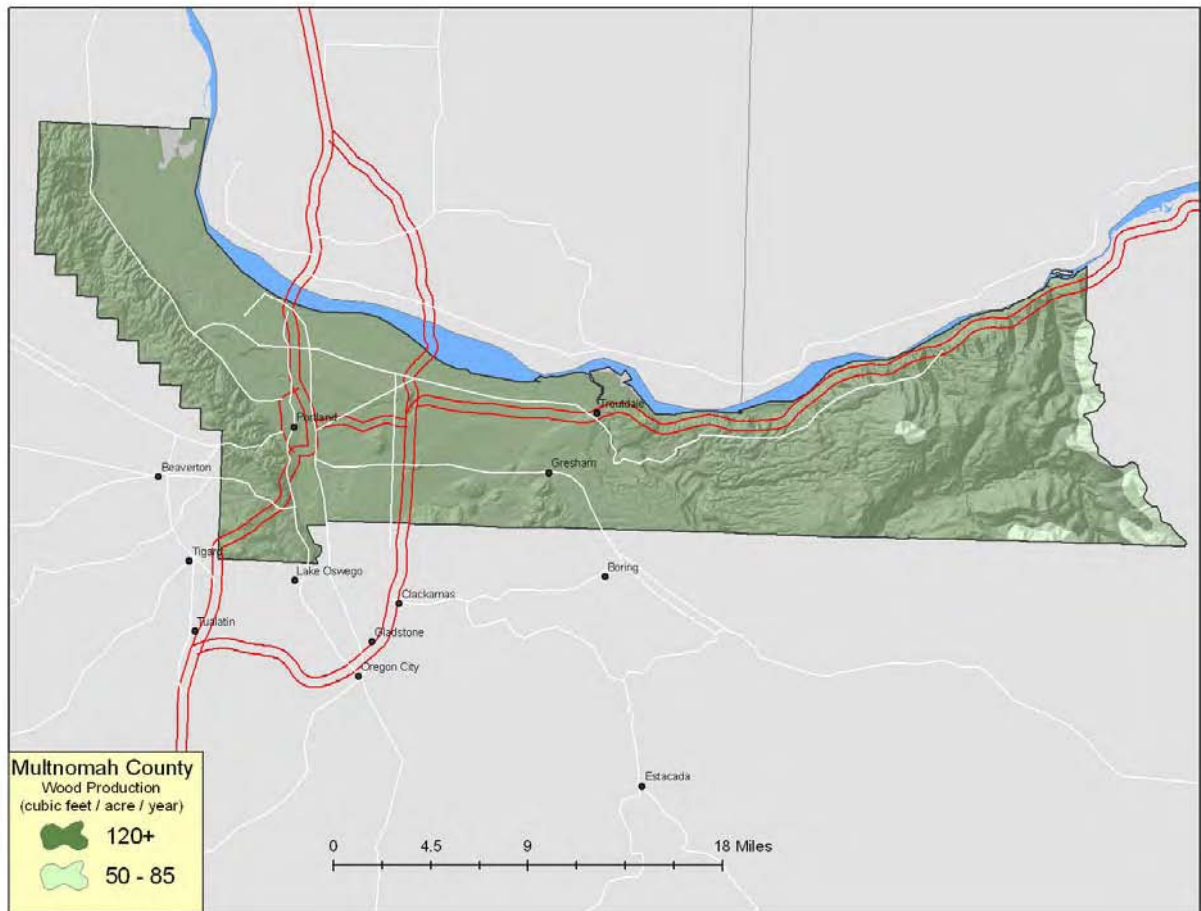 Troutdale
Portland
Gresham
Beaverton
Tigard
Lake Oswego
Boring
Clackamas
Tualatin
Gladstone
Oregon City
Estacada
Multnomah County
Wood Production
(cubic feet / acre / year)
120+
50 - 85
0 4.5 9 18 Miles